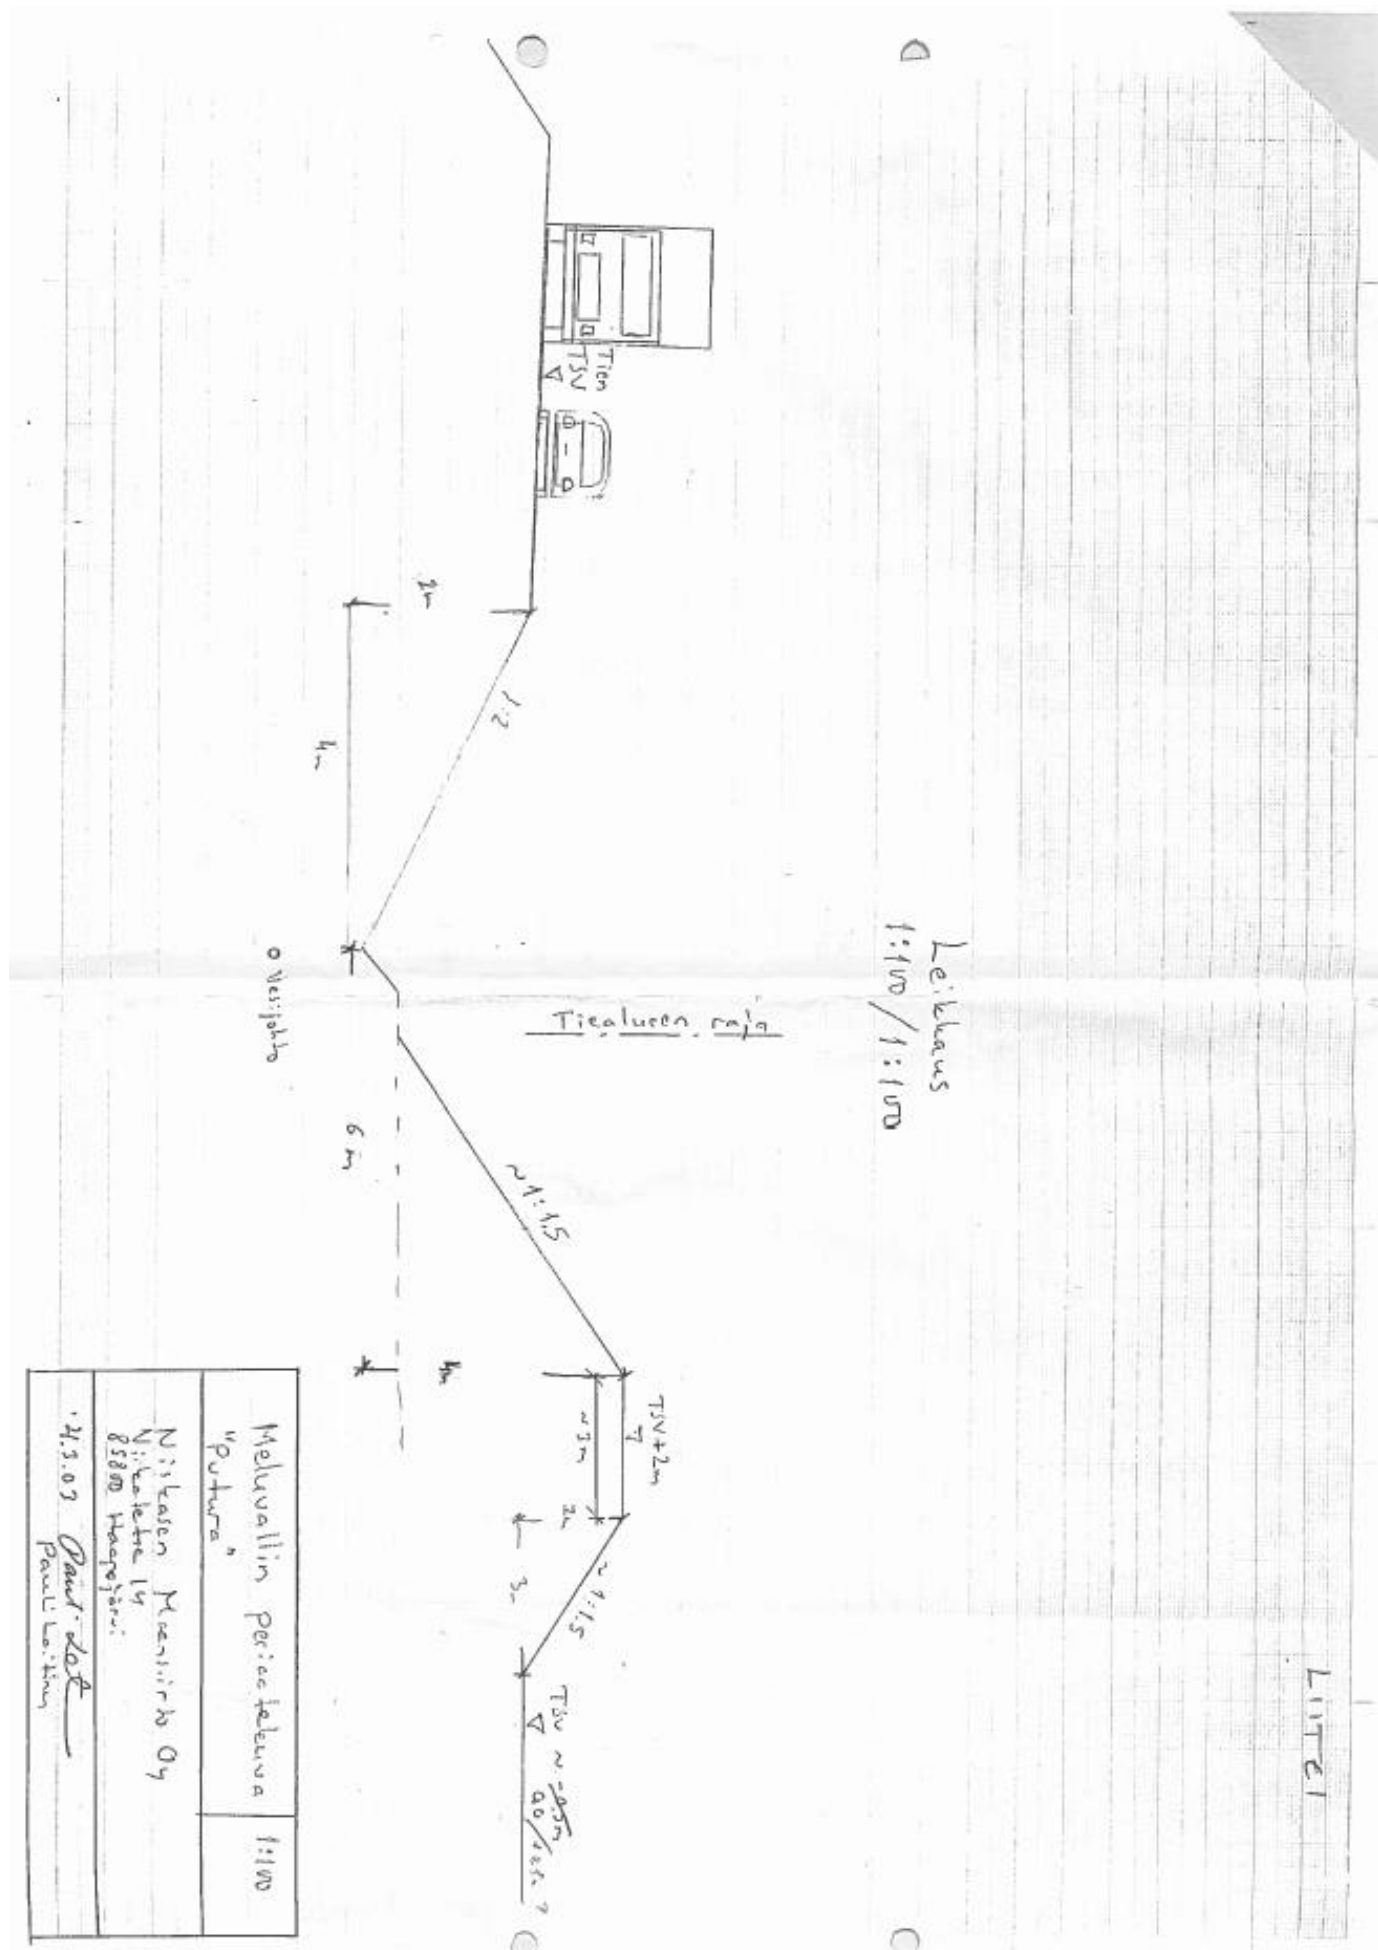 LIITE 1
Leikkaus
1:100 / 1:100
Tien
TSV
2m
1:2
4m
Vesijohto
Tiealueen raja
6 m
~1:1,5
4m
TSV+2m
~3m
2m
3m
~1:1,5
TSV ~
Meluvallin periaatekuva
1:100
"Putura"
Niskasen Maansiirto Oy
85800 Haapajärvi
4.3.03
Pauli